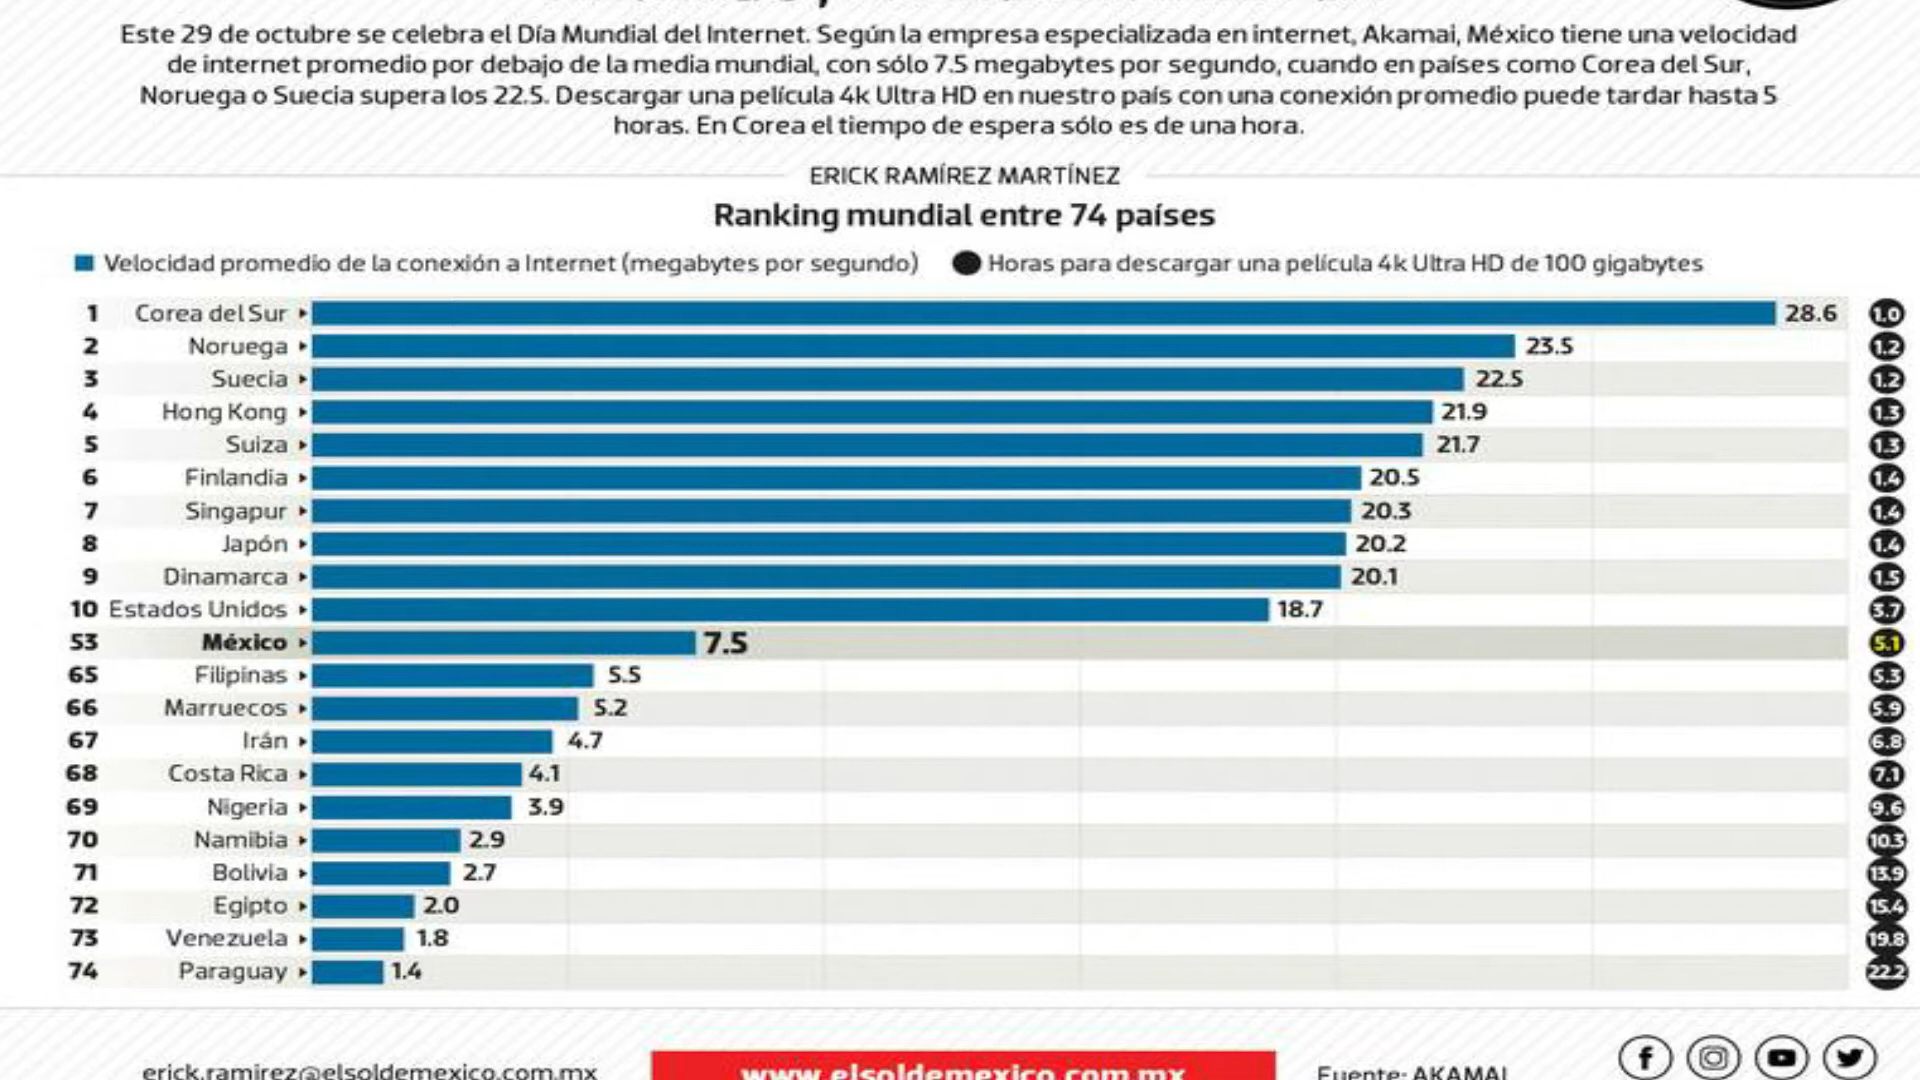 Este 29 de octubre se celebra el Día Mundial del Internet. Según la empresa especializada en internet, Akamai, México tiene una velocidad
de internet promedio por debajo de la media mundial, con sólo 7.5 megabytes por segundo, cuando en países como Corea del Sur,
Noruega o Suecia supera los 22.5. Descargar una película 4k Ultra HD en nuestro país con una conexión promedio puede tardar hasta 5
horas. En Corea el tiempo de espera sólo es de una hora.
ERICK RAMÍREZ MARTÍNEZ
Ranking mundial entre 74 países
Velocidad promedio de la conexión a Internet (megabytes por segundo) Horas para descargar una película 4k Ultra HD de 100 gigabytes
1 Corea del Sur 28.6 1.0
2 Noruega 23.5 1.2
3 Suecia 22.5 1.2
4 Hong Kong 21.9 1.3
5 Suiza 21.7 1.3
6 Finlandia 20.5 1.4
7 Singapur 20.3 1.4
8 Japón 20.2 1.4
9 Dinamarca 20.1 1.5
10 Estados Unidos 18.7 3.7
53 México 7.5 5.1
65 Filipinas 5.5 5.3
66 Marruecos 5.2 5.9
67 Irán 4.7 6.8
68 Costa Rica 4.1 7.1
69 Nigeria 3.9 9.6
70 Namibia 2.9 10.3
71 Bolivia 2.7 13.9
72 Egipto 2.0 15.4
73 Venezuela 1.8 19.8
74 Paraguay 1.4 22.2
erick.ramirez@elsoldemexico.com.mx www.elsoldemexico.com.mx Fuente: AKAMAI